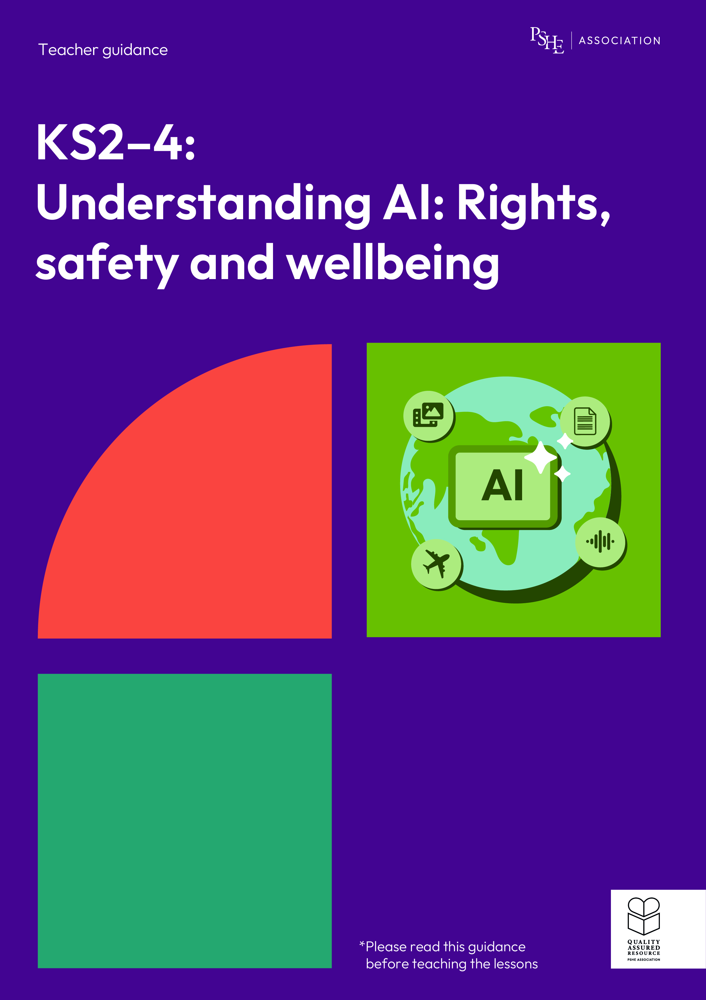 Teacher guidance
PSHE ASSOCIATION
KS2–4:
Understanding AI: Rights,
safety and wellbeing
AI
*Please read this guidance
before teaching the lessons
QUALITY
ASSURED
RESOURCE
PSHE ASSOCIATION